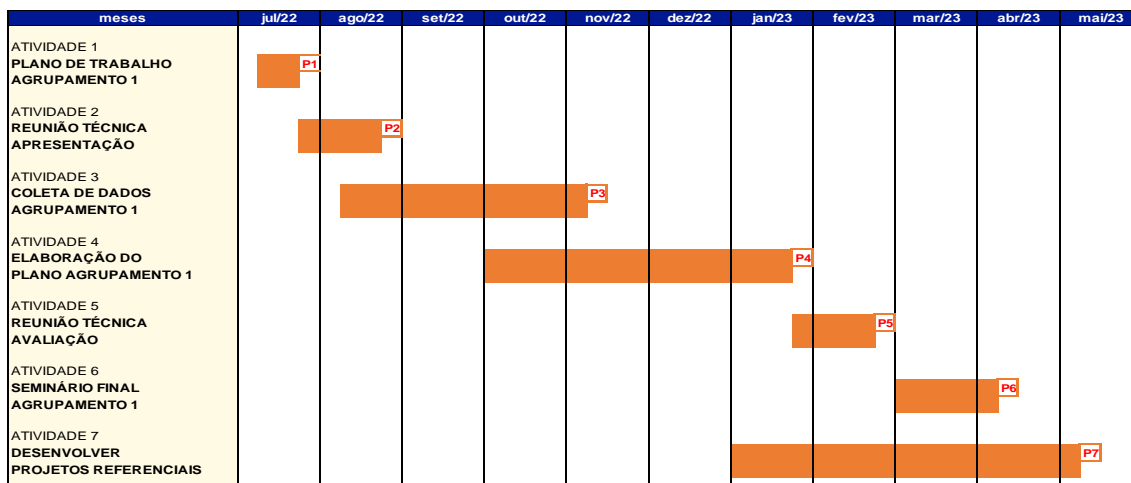 meses jul/22 ago/22 set/22 out/22 nov/22 dez/22 jan/23 fev/23 mar/23 abr/23 mai/23
ATIVIDADE 1
PLANO DE TRABALHO
AGRUPAMENTO 1
P1
ATIVIDADE 2
REUNIÃO TÉCNICA
APRESENTAÇÃO
P2
ATIVIDADE 3
COLETA DE DADOS
AGRUPAMENTO 1
P3
ATIVIDADE 4
ELABORAÇÃO DO
PLANO AGRUPAMENTO 1
P4
ATIVIDADE 5
REUNIÃO TÉCNICA
AVALIAÇÃO
P5
ATIVIDADE 6
SEMINÁRIO FINAL
AGRUPAMENTO 1
P6
ATIVIDADE 7
DESENVOLVER
PROJETOS REFERENCIAIS
P7